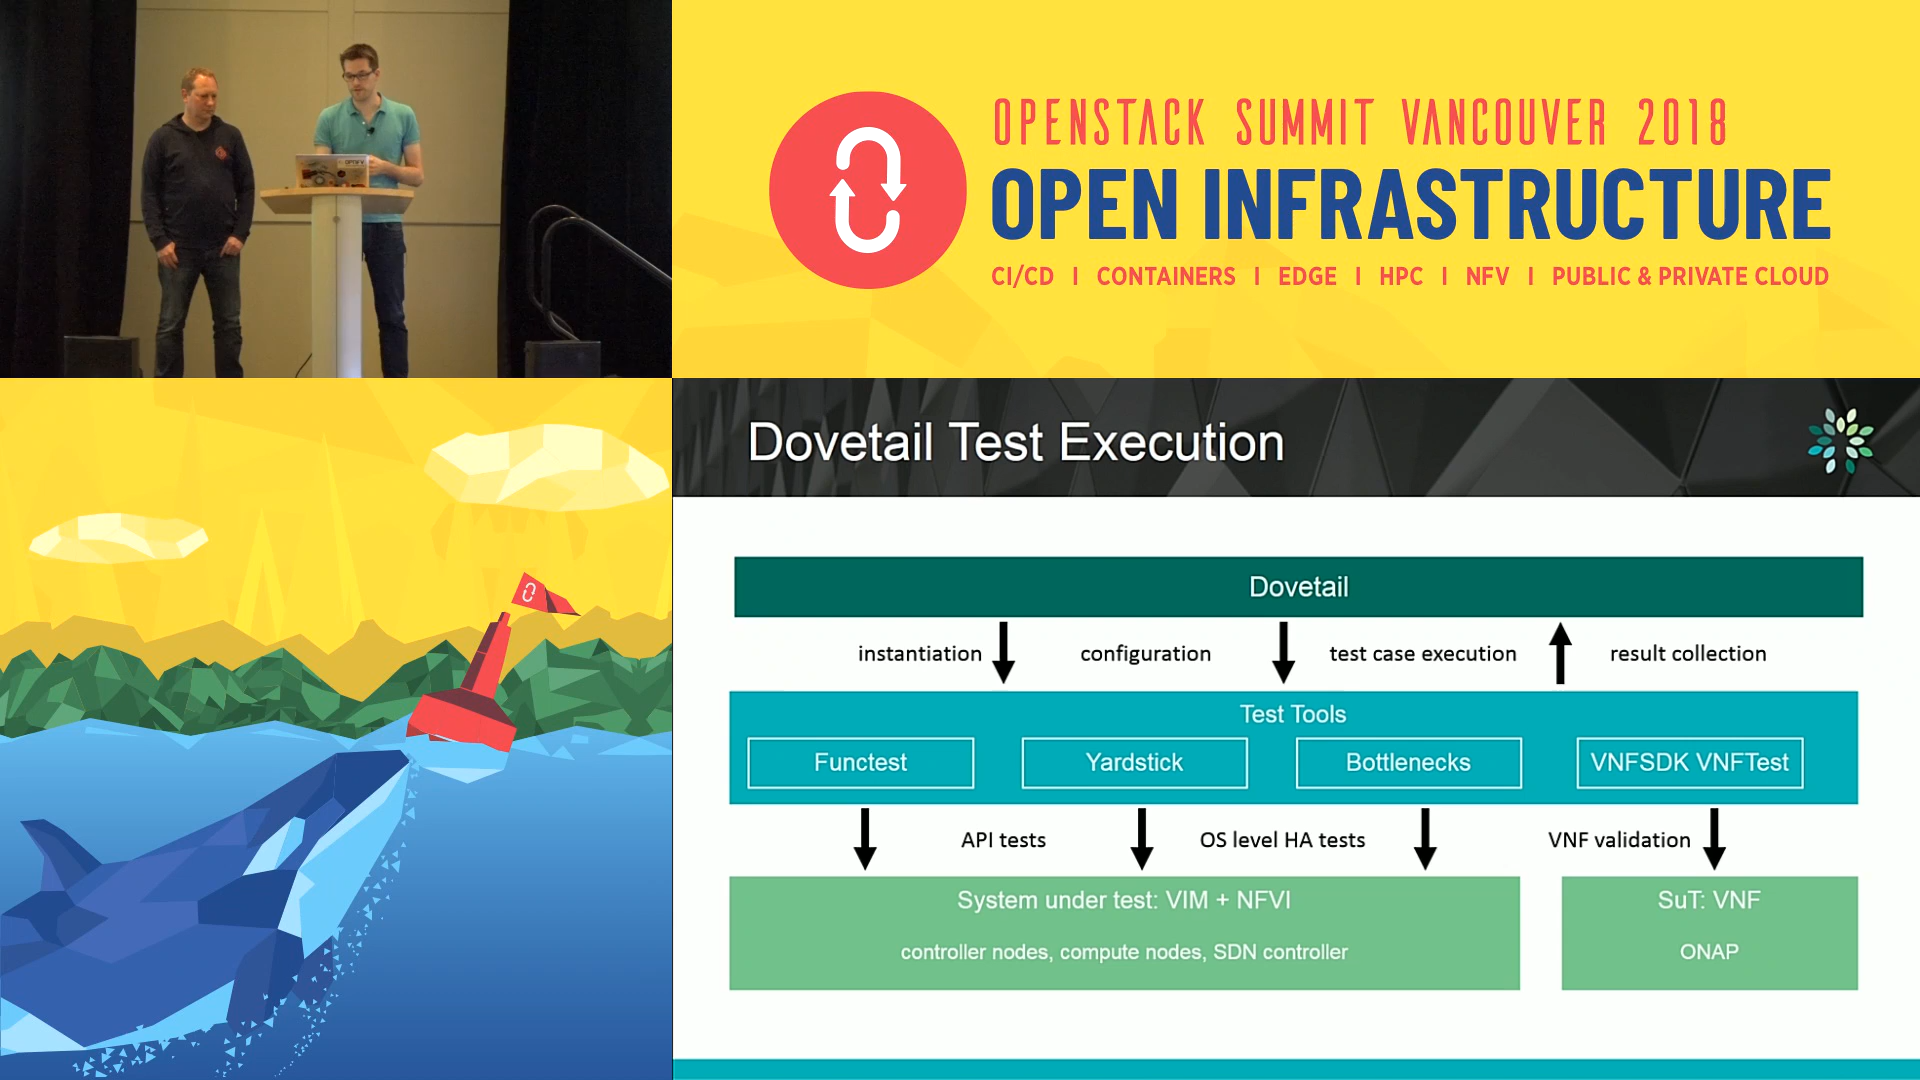 OPENSTACK SUMMIT VANCOUVER 2018
OPEN INFRASTRUCTURE
CI/CD I CONTAINERS I EDGE I HPC I NFV I PUBLIC & PRIVATE CLOUD
Dovetail Test Execution
Dovetail
instantiation configuration test case execution result collection
Test Tools
Functest Yardstick Bottlenecks VNFSDK VNFTest
API tests OS level HA tests VNF validation
System under test: VIM + NFVI
controller nodes, compute nodes, SDN controller
SuT: VNF
ONAP